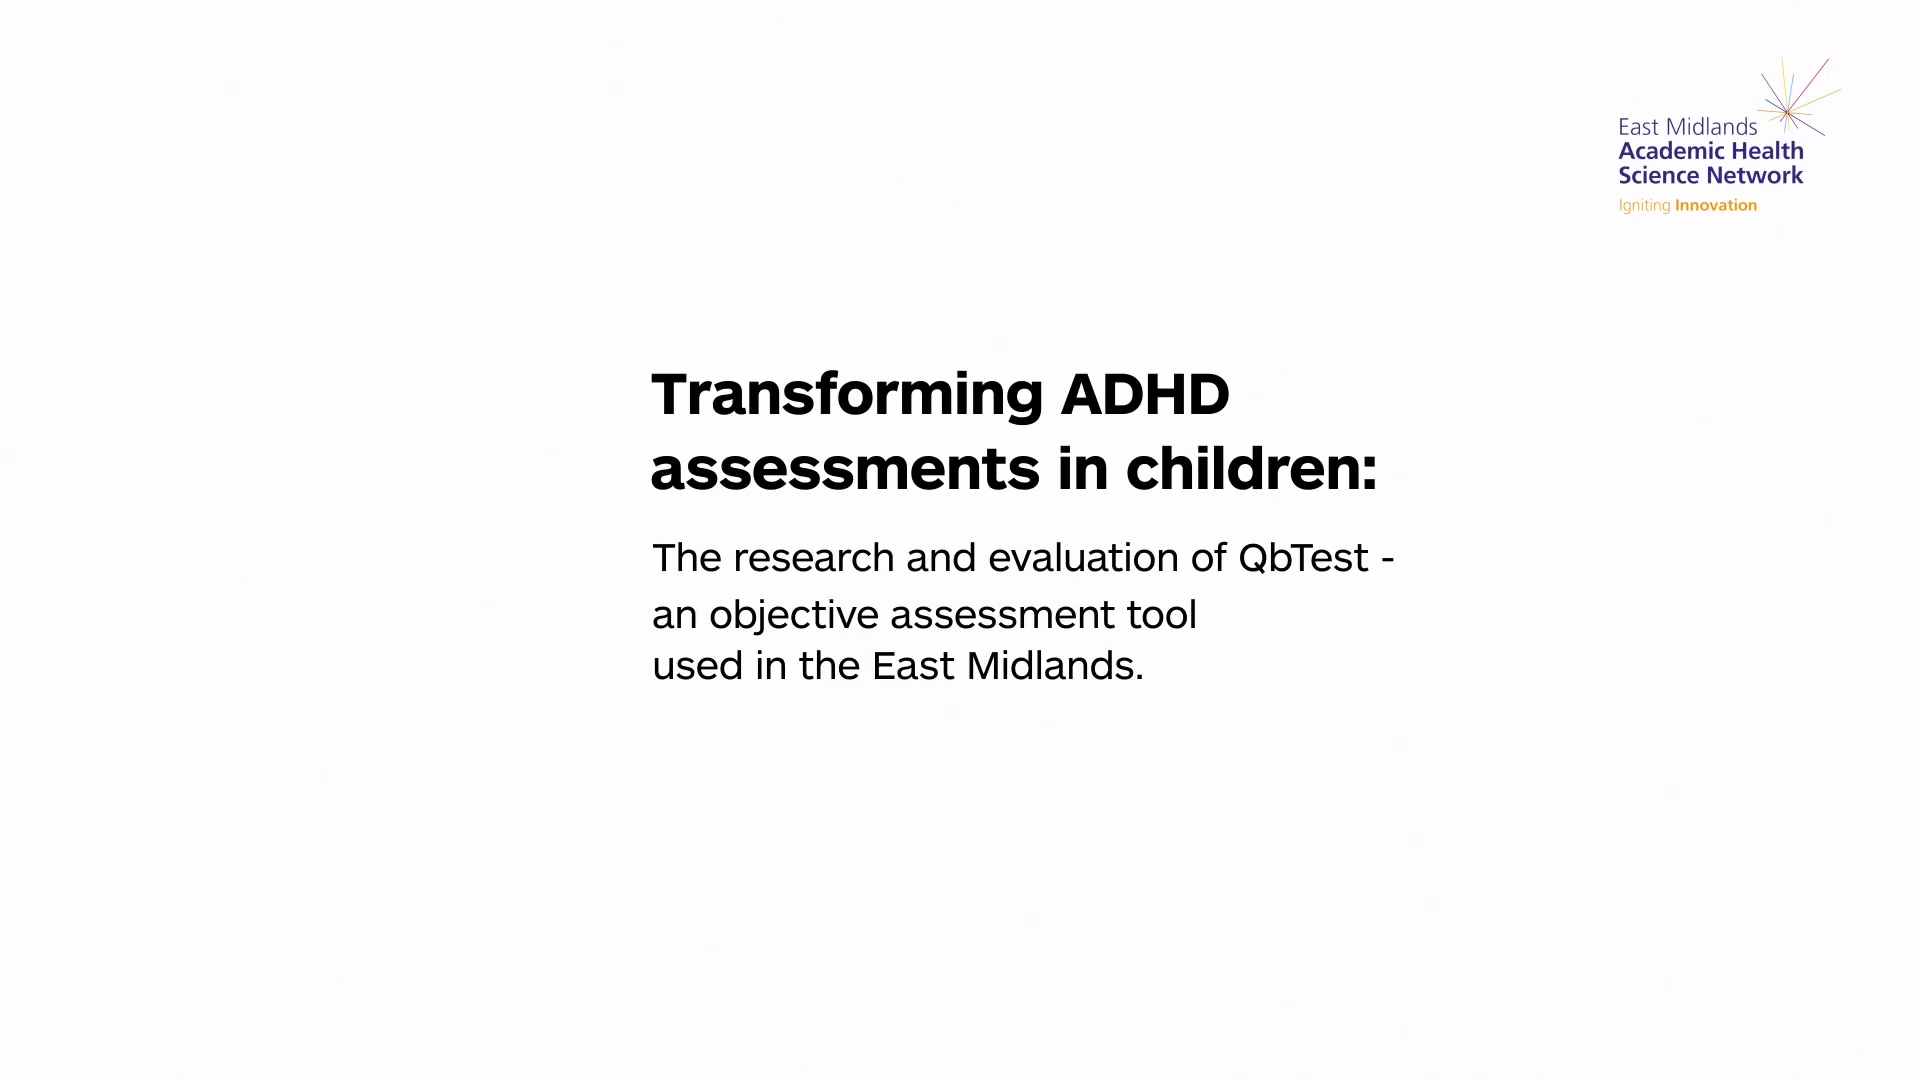 East Midlands
Academic Health
Science Network
Igniting Innovation
Transforming ADHD
assessments in children:
The research and evaluation of QbTest -
an objective assessment tool
used in the East Midlands.